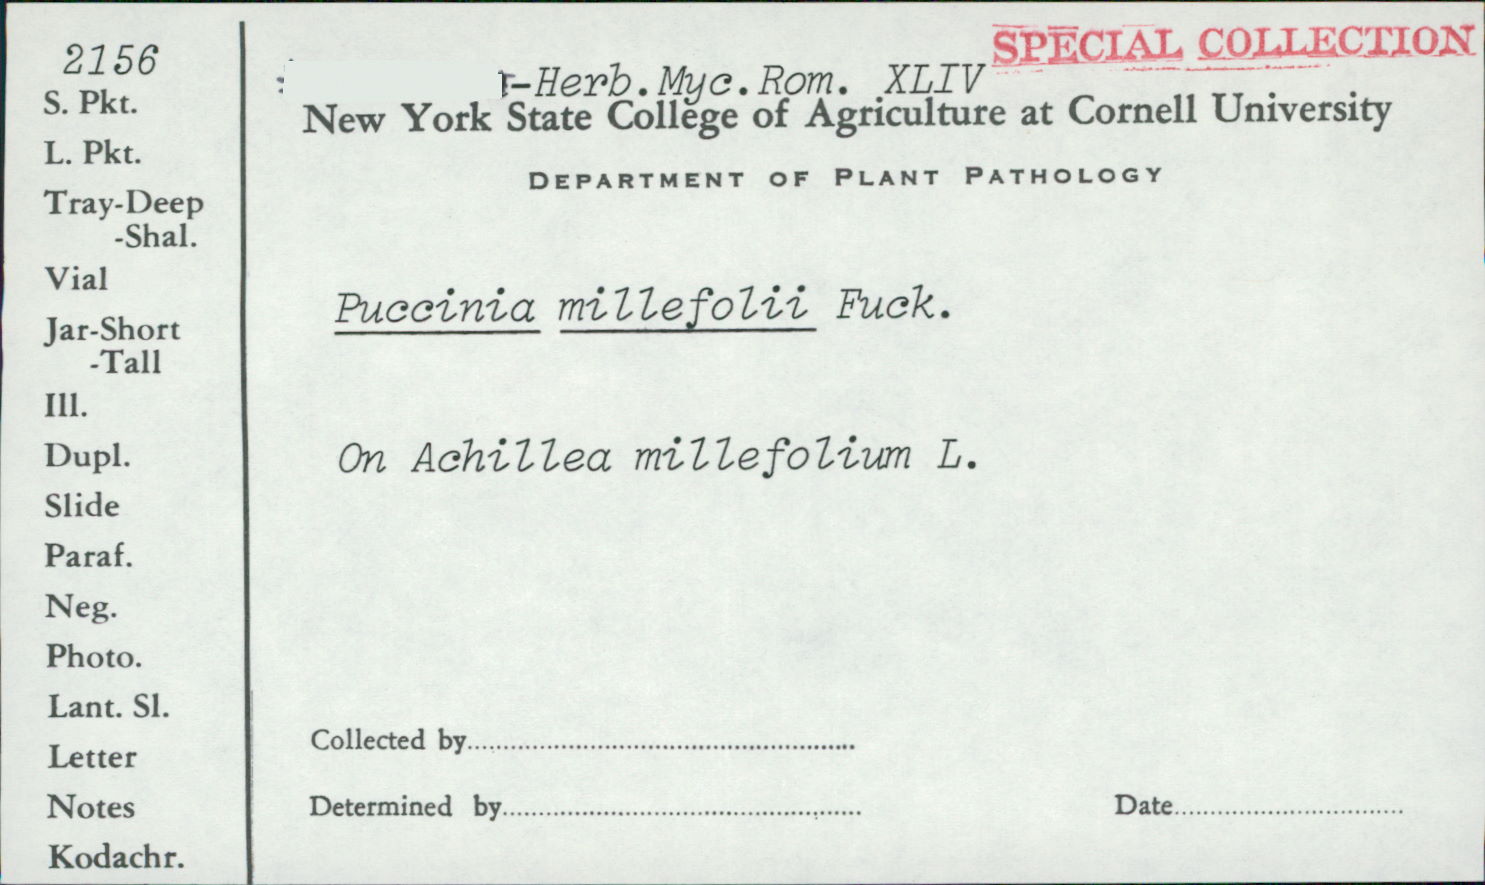 2156
S. Pkt.
L. Pkt.
Tray-Deep
-Shal.
Vial
Jar-Short
-Tall
Ill.
Dupl.
Slide
Paraf.
Neg.
Photo.
Lant. Sl.
Letter
Notes
Kodachr.
SPECIAL COLLECTION
-Herb.Myc.Rom. XLIV
New York State College of Agriculture at Cornell University
DEPARTMENT OF PLANT PATHOLOGY
Puccinia millefolii Fuck.
On Achillea millefolium L.
Collected by
Determined by
Date